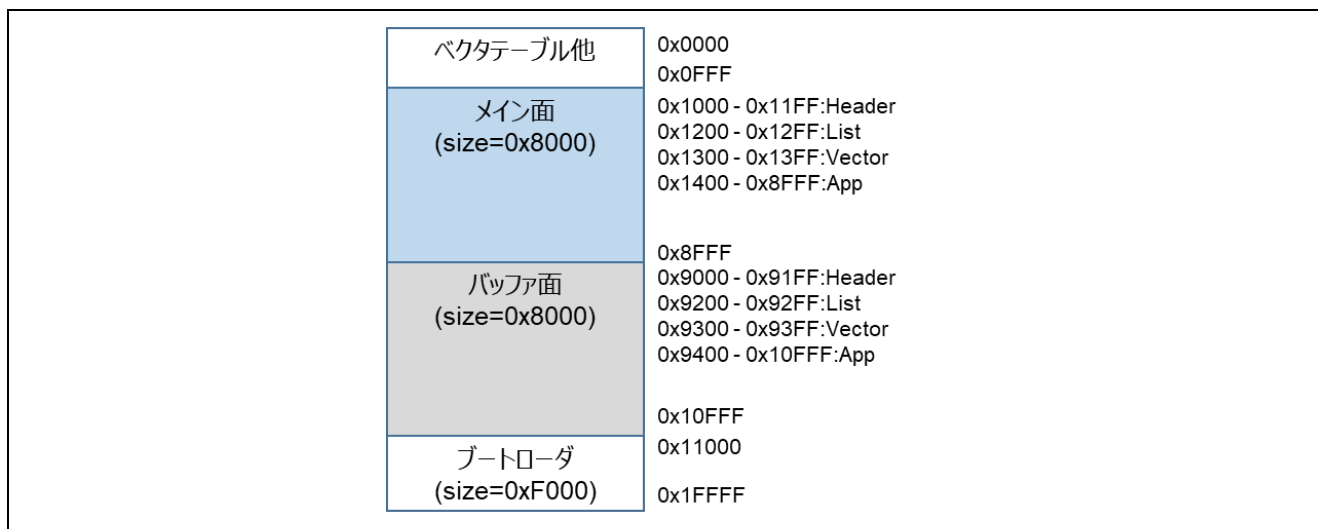 ベクタテーブル他
0x0000
0x0FFF
メイン面
(size=0x8000)
0x1000 - 0x11FF:Header
0x1200 - 0x12FF:List
0x1300 - 0x13FF:Vector
0x1400 - 0x8FFF:App
0x8FFF
バッファ面
(size=0x8000)
0x9000 - 0x91FF:Header
0x9200 - 0x92FF:List
0x9300 - 0x93FF:Vector
0x9400 - 0x10FFF:App
0x10FFF
ブートローダ
(size=0xF000)
0x11000
0x1FFFF